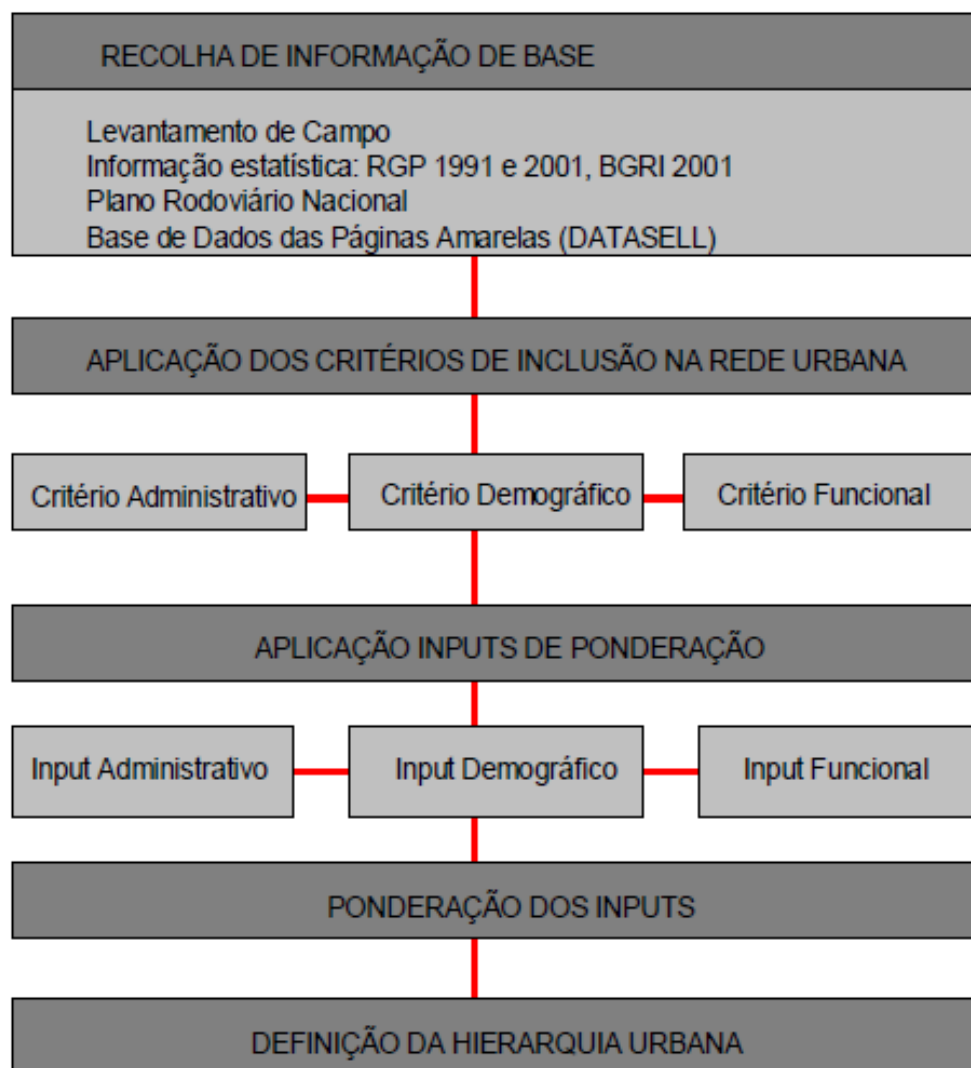 RECOLHA DE INFORMAÇÃO DE BASE
Levantamento de Campo
Informação estatística: RGP 1991 e 2001, BGRI 2001
Plano Rodoviário Nacional
Base de Dados das Páginas Amarelas (DATASELL)
APLICAÇÃO DOS CRITÉRIOS DE INCLUSÃO NA REDE URBANA
Critério Administrativo
Critério Demográfico
Critério Funcional
APLICAÇÃO INPUTS DE PONDERAÇÃO
Input Administrativo
Input Demográfico
Input Funcional
PONDERAÇÃO DOS INPUTS
DEFINIÇÃO DA HIERARQUIA URBANA